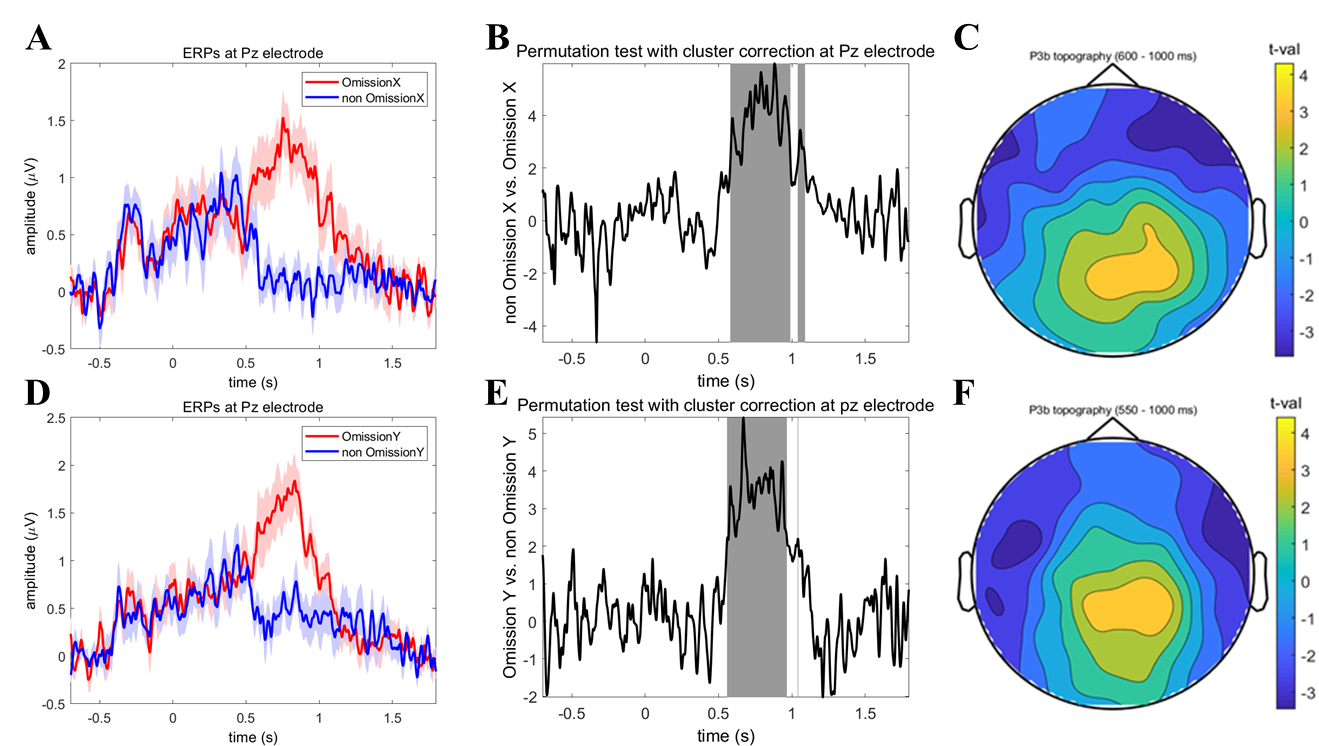 A
ERPs at Pz electrode
OmissionX
non OmissionX
2
1.5
1
0.5
0
-0.5
amplitude (μV)
-0.5
0
0.5
1
1.5
time (s)
B
Permutation test with cluster correction at Pz electrode
non Omission X vs. Omission X
4
2
0
-2
-4
-0.5
0
0.5
1
1.5
time (s)
C
P3b topography (600 - 1000 ms)
t-val
4
3
2
1
0
-1
-2
-3
D
ERPs at Pz electrode
OmissionY
non OmissionY
2.5
2
1.5
1
0.5
0
-0.5
amplitude (μV)
-0.5
0
0.5
1
1.5
time (s)
E
Permutation test with cluster correction at pz electrode
Omission Y vs. non Omission Y
5
4
3
2
1
0
-1
-2
-0.5
0
0.5
1
1.5
time (s)
F
P3b topography (550 - 1000 ms)
t-val
4
3
2
1
0
-1
-2
-3